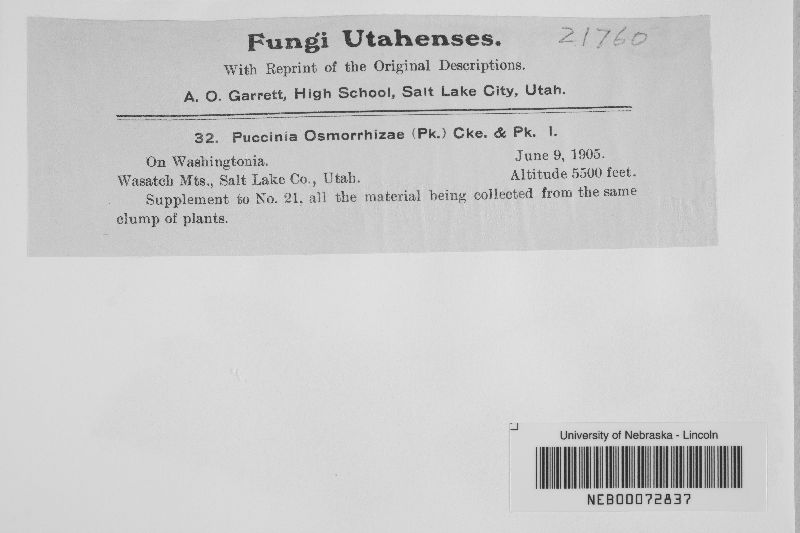 Fungi Utahenses. 21760
With Reprint of the Original Descriptions.
A. O. Garrett, High School, Salt Lake City, Utah.
32. Puccinia Osmorrhizae (Pk.) Cke. & Pk. I.
On Washingtonia. June 9, 1905.
Wasatch Mts., Salt Lake Co., Utah. Altitude 5500 feet.
Supplement to No. 21, all the material being collected from the same
clump of plants.
University of Nebraska - Lincoln
NEB00072837